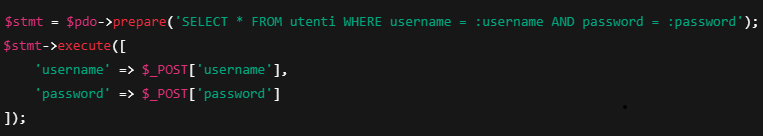 $stmt = $pdo->prepare('SELECT * FROM utenti WHERE username = :username AND password = :password');
$stmt->execute([
    'username' => $_POST['username'],
    'password' => $_POST['password']
]);